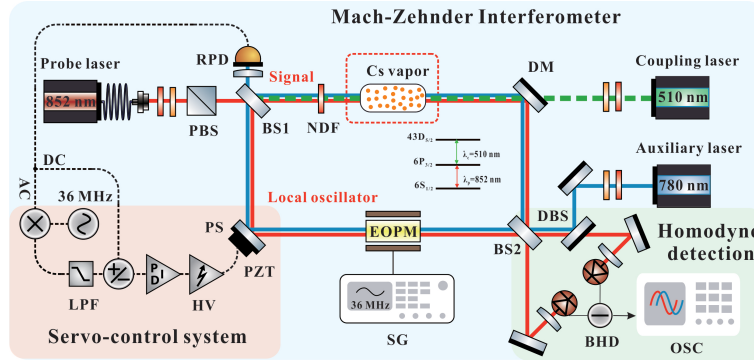 Mach-Zehnder Interferometer
RPD
Probe laser
852 nm
PBS
Signal
BS1
NDF
Cs vapor
DM
Coupling laser
510 nm
43D5/2
6P3/2
6S1/2
λc=510 nm
λp=852 nm
Auxiliary laser
780 nm
DC
AC
36 MHz
Local oscillator
PS
PZT
EOPM
DBS
BS2
Homodyne
detection
LPF
+/-
P
I
D
HV
36 MHz
SG
BHD
OSC
Servo-control system